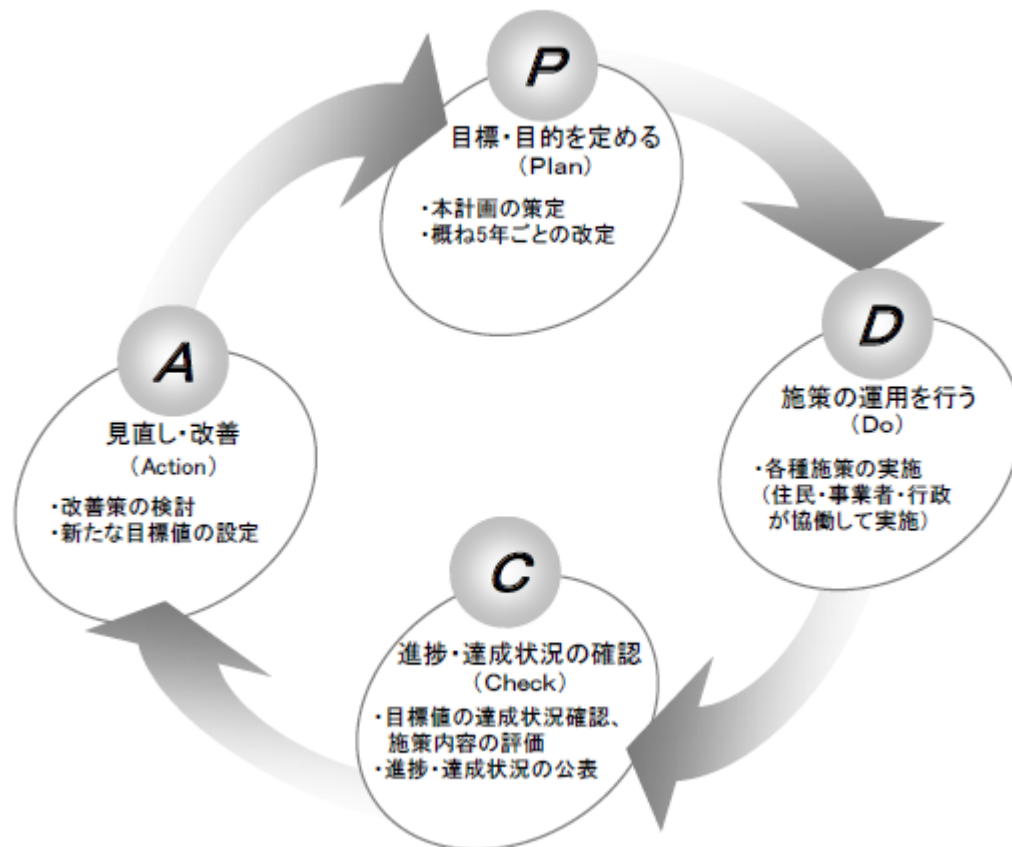 P
目標・目的を定める
（Plan）
・本計画の策定
・概ね5年ごとの改定
D
施策の運用を行う
（Do）
・各種施策の実施
（住民・事業者・行政
が協働して実施）
C
進捗・達成状況の確認
（Check）
・目標値の達成状況確認、
施策内容の評価
・進捗・達成状況の公表
A
見直し・改善
（Action）
・改善策の検討
・新たな目標値の設定